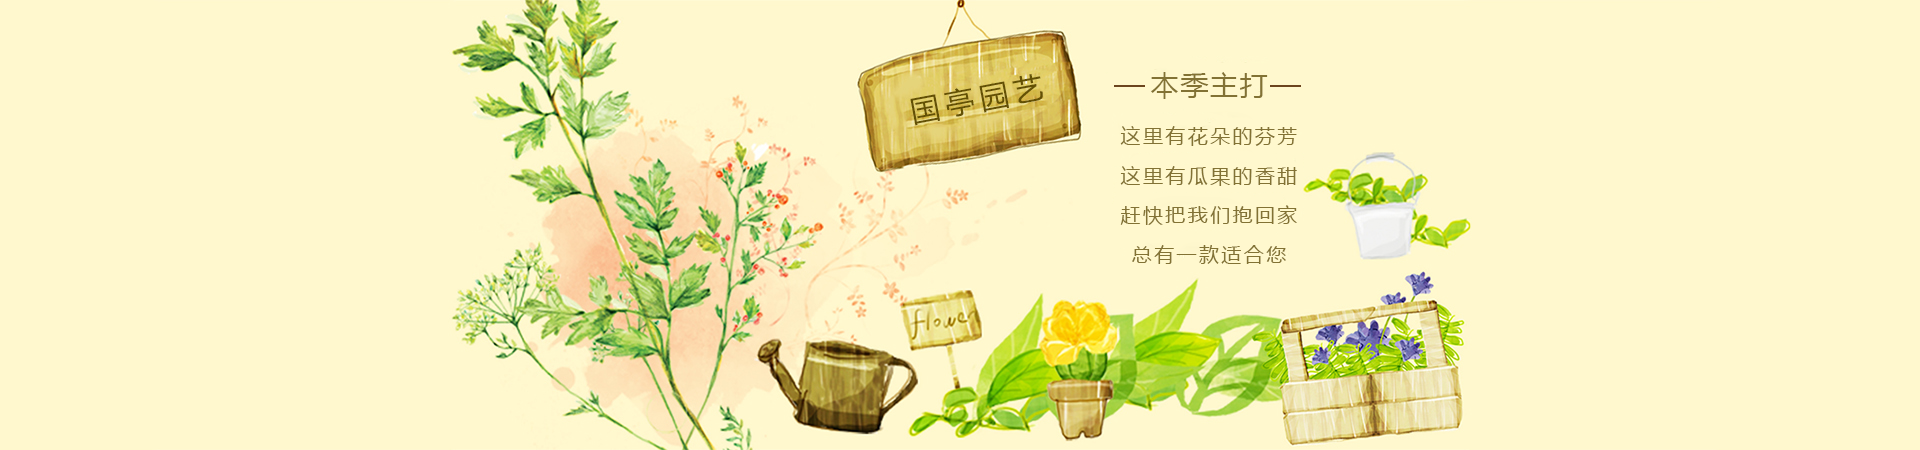 国亭园艺
本季主打
这里有花朵的芬芳
这里有瓜果的香甜
赶快把我们抱回家
总有一款适合您
flower